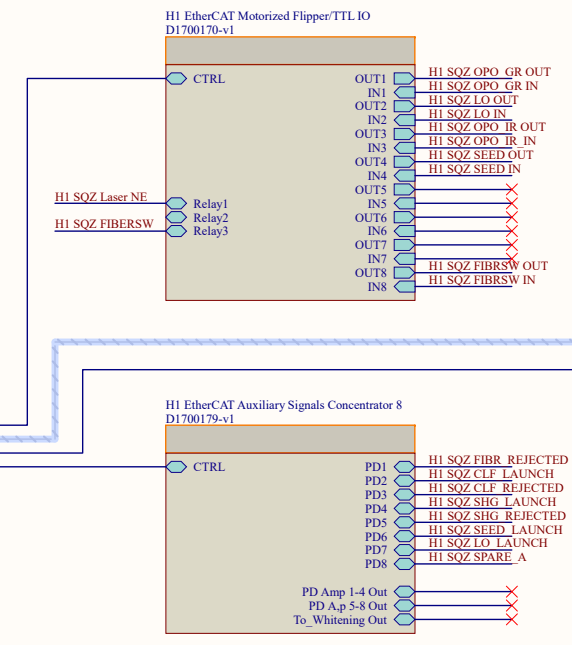 H1 EtherCAT Motorized Flipper/TTL IO
D1700170-v1
CTRL OUT1 H1 SQZ OPO_GR OUT
IN1 H1 SQZ OPO_GR IN
OUT2 H1 SQZ LO OUT
IN2 H1 SQZ LO IN
OUT3 H1 SQZ OPO_IR OUT
IN3 H1 SQZ OPO_IR_IN
OUT4 H1 SQZ SEED OUT
IN4 H1 SQZ SEED IN
OUT5
H1 SQZ Laser NE Relay1 IN5
Relay2 OUT6
H1 SQZ FIBERSW Relay3 IN6
OUT7
IN7
OUT8 H1 SQZ FIBRSW OUT
IN8 H1 SQZ FIBRSW IN
H1 EtherCAT Auxiliary Signals Concentrator 8
D1700179-v1
CTRL PD1 H1 SQZ FIBR_REJECTED
PD2 H1 SQZ CLF_LAUNCH
PD3 H1 SQZ CLF_REJECTED
PD4 H1 SQZ SHG_LAUNCH
PD5 H1 SQZ SHG_REJECTED
PD6 H1 SQZ SEED_LAUNCH
PD7 H1 SQZ LO_LAUNCH
PD8 H1 SQZ SPARE_A
PD Amp 1-4 Out
PD A,p 5-8 Out
To_Whitening Out